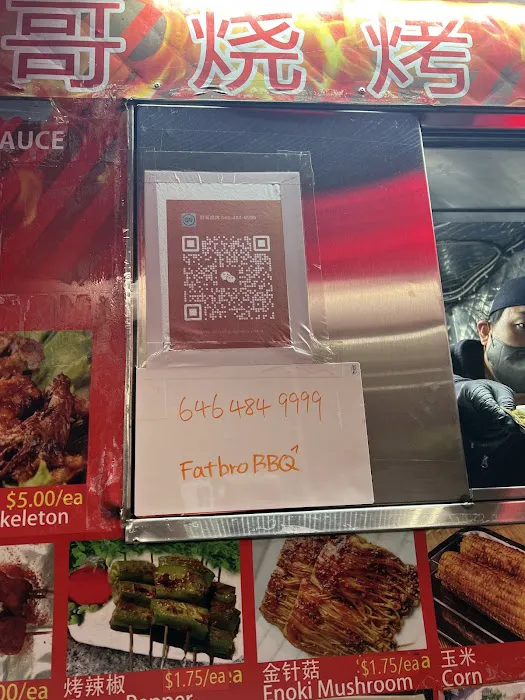 哥烧烤
AUCE
646 484 9999
Fatbro BBQ
$5.00/ea
keleton
00/ea
烤辣椒
$1.75/ea
Pepper
金针菇
$1.75/ea
Enoki Mushroom
玉米
Corn